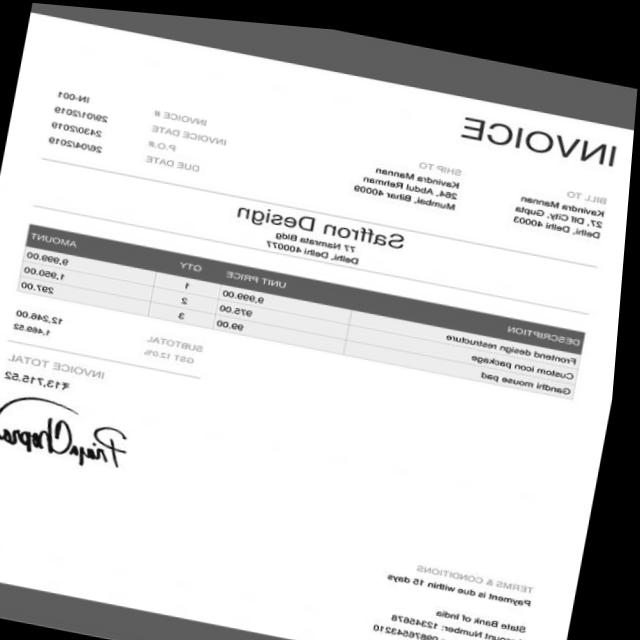 INVOICE
BILL TO
Kavindra Mannan
27, Dlf City, Gupta
Delhi, Delhi 40003
SHIP TO
Kavindra Mannan
264, Abdul Rehman
Mumbai, Bihar 40009
INVOICE # IN-001
INVOICE DATE 29/01/2019
P.O.# 2430/2019
DUE DATE 26/04/2019
Saffron Design
77 Namrata Bldg
Delhi, Delhi 400077
DESCRIPTION UNIT PRICE QTY AMOUNT
Frontend design restructure 9,999.00 1 9,999.00
Custom icon package 975.00 2 1,950.00
Gandhi mouse pad 99.00 3 297.00
SUBTOTAL 12,246.00
GST 12.0% 1,469.52
INVOICE TOTAL
₹13,715.52
Priya Chopra
TERMS & CONDITIONS
Payment is due within 15 days
State Bank of India
Number: 12345678
09876543210